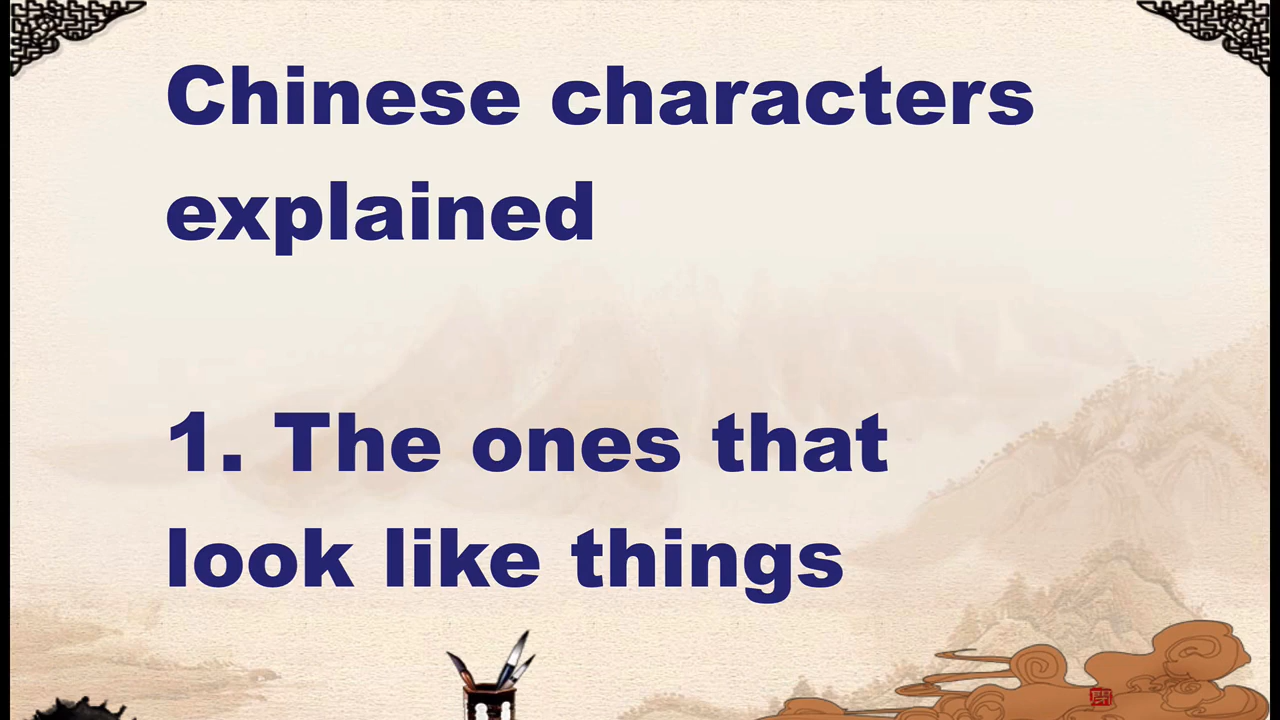 Chinese characters
explained
1. The ones that
look like things